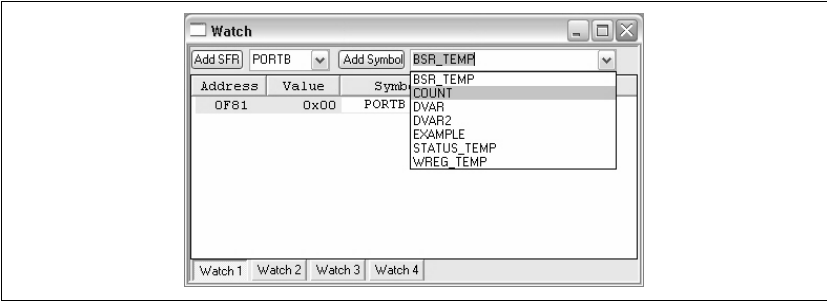 Watch
Add SFR PORTB Add Symbol BSR_TEMP
BSR_TEMP
Address Value Symb
COUNT
0F81 0x00 PORTB
DVAR
DVAR2
EXAMPLE
STATUS_TEMP
WREG_TEMP
Watch 1 Watch 2 Watch 3 Watch 4